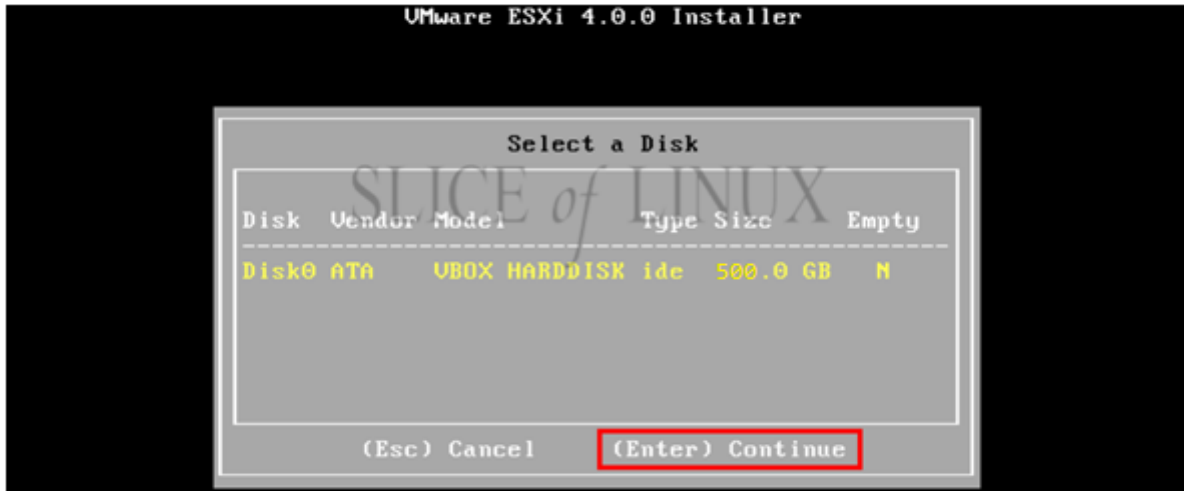 VMware ESXi 4.0.0 Installer
Select a Disk
SLICE of LINUX
Disk Vendor Model Type Size Empty
Disk0 ATA VBOX HARDDISK ide 500.0 GB N
(Esc) Cancel (Enter) Continue